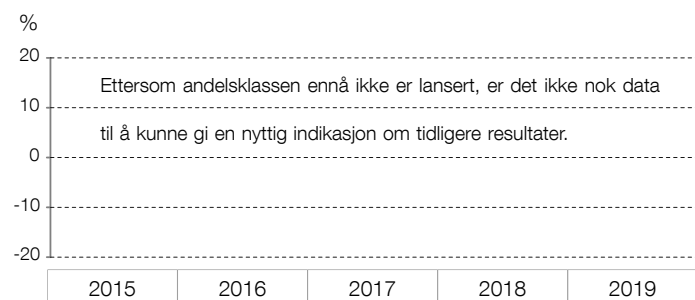 %
20
Ettersom andelsklassen ennå ikke er lansert, er det ikke nok data
10
til å kunne gi en nyttig indikasjon om tidligere resultater.
0
-10
-20
2015 2016 2017 2018 2019